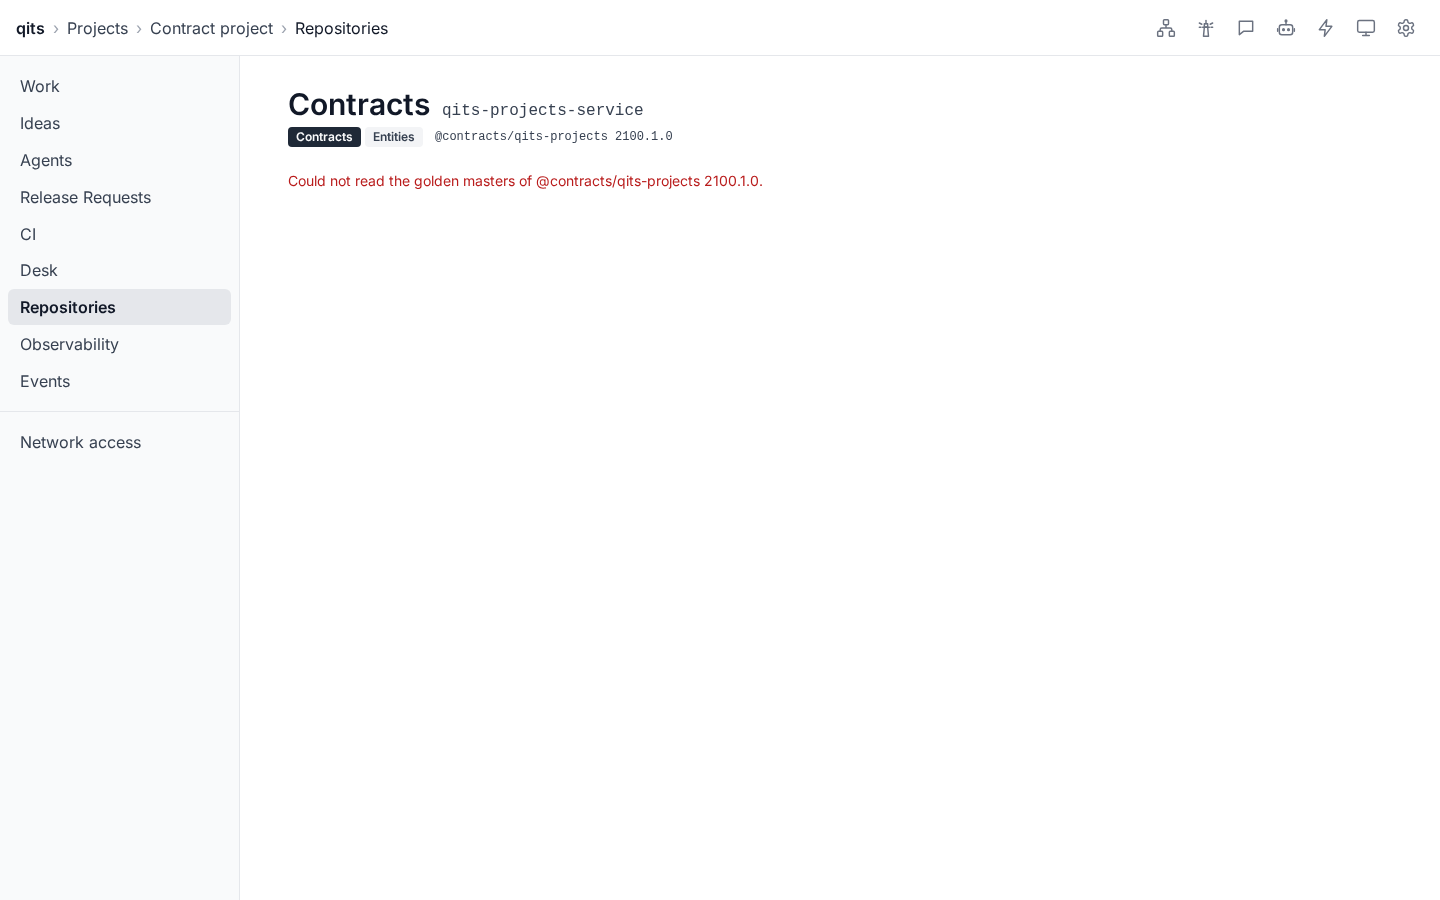 qits › Projects › Contract project › Repositories
Work
Ideas
Agents
Release Requests
CI
Desk
Repositories
Observability
Events
Network access
Contracts qits-projects-service
Contracts Entities @contracts/qits-projects 2100.1.0
Could not read the golden masters of @contracts/qits-projects 2100.1.0.